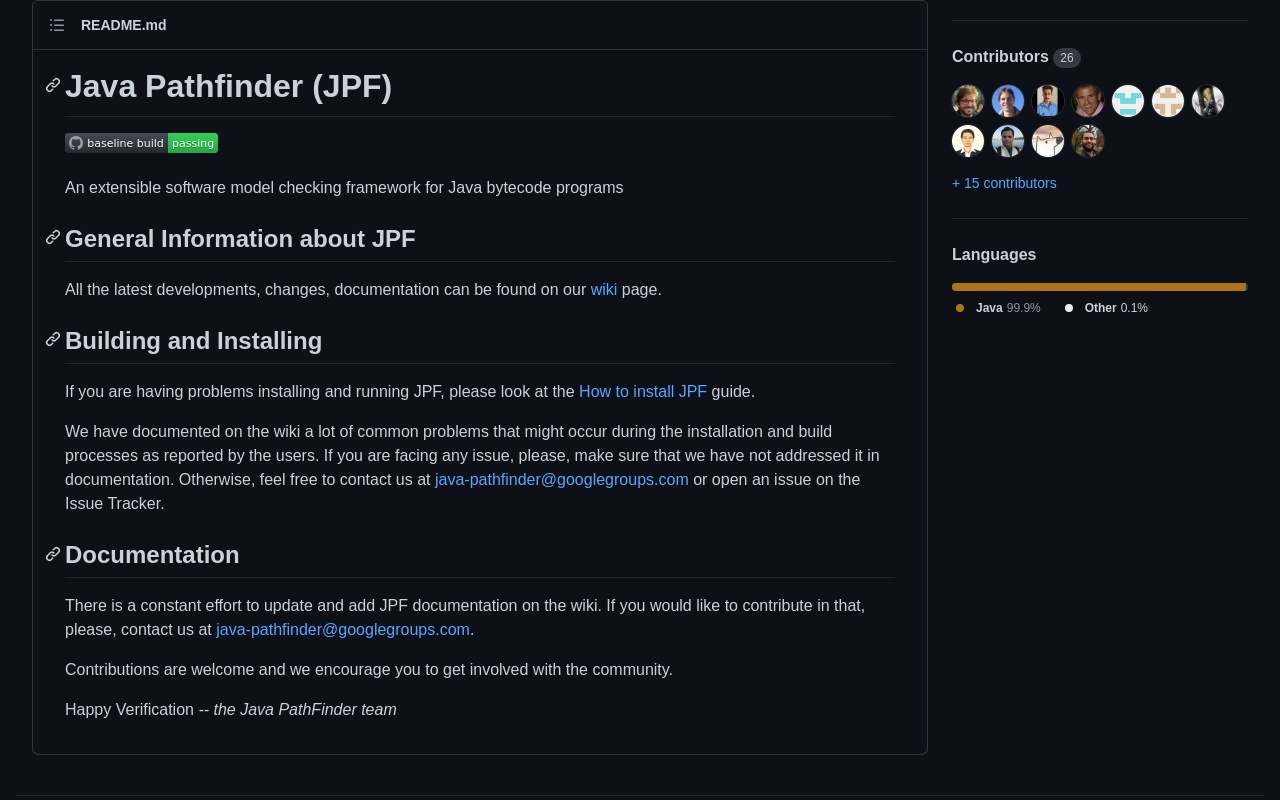 README.md
Java Pathfinder (JPF)
baseline build passing
An extensible software model checking framework for Java bytecode programs
General Information about JPF
All the latest developments, changes, documentation can be found on our wiki page.
Building and Installing
If you are having problems installing and running JPF, please look at the How to install JPF guide.
We have documented on the wiki a lot of common problems that might occur during the installation and build
processes as reported by the users. If you are facing any issue, please, make sure that we have not addressed it in
documentation. Otherwise, feel free to contact us at java-pathfinder@googlegroups.com or open an issue on the
Issue Tracker.
Documentation
There is a constant effort to update and add JPF documentation on the wiki. If you would like to contribute in that,
please, contact us at java-pathfinder@googlegroups.com.
Contributions are welcome and we encourage you to get involved with the community.
Happy Verification -- the Java PathFinder team
Contributors 26
+ 15 contributors
Languages
Java 99.9% Other 0.1%